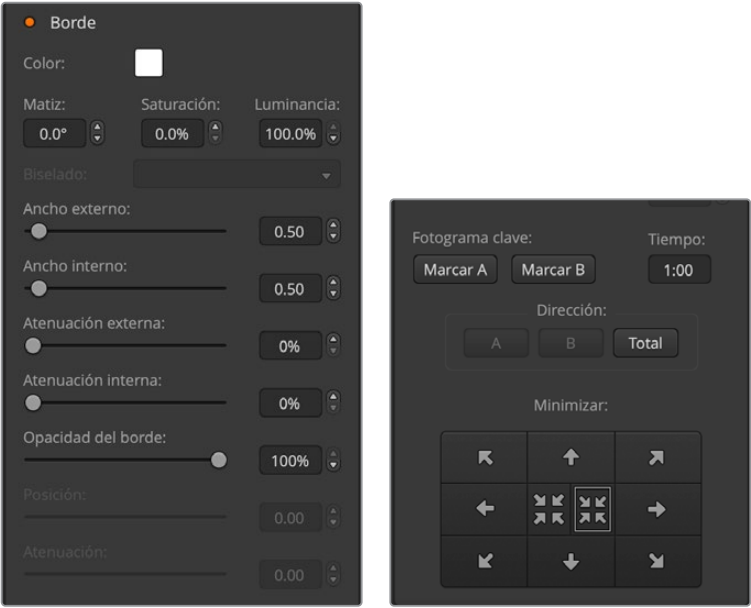 Borde
Color:
Matiz: Saturación: Luminancia:
0.0° 0.0% 100.0%
Biselado:
Ancho externo:
0.50
Ancho interno:
0.50
Atenuación externa:
0%
Atenuación interna:
0%
Opacidad del borde:
100%
Posición:
0.00
Atenuación:
0.00
Fotograma clave: Tiempo:
Marcar A Marcar B 1:00
Dirección:
A B Total
Minimizar: